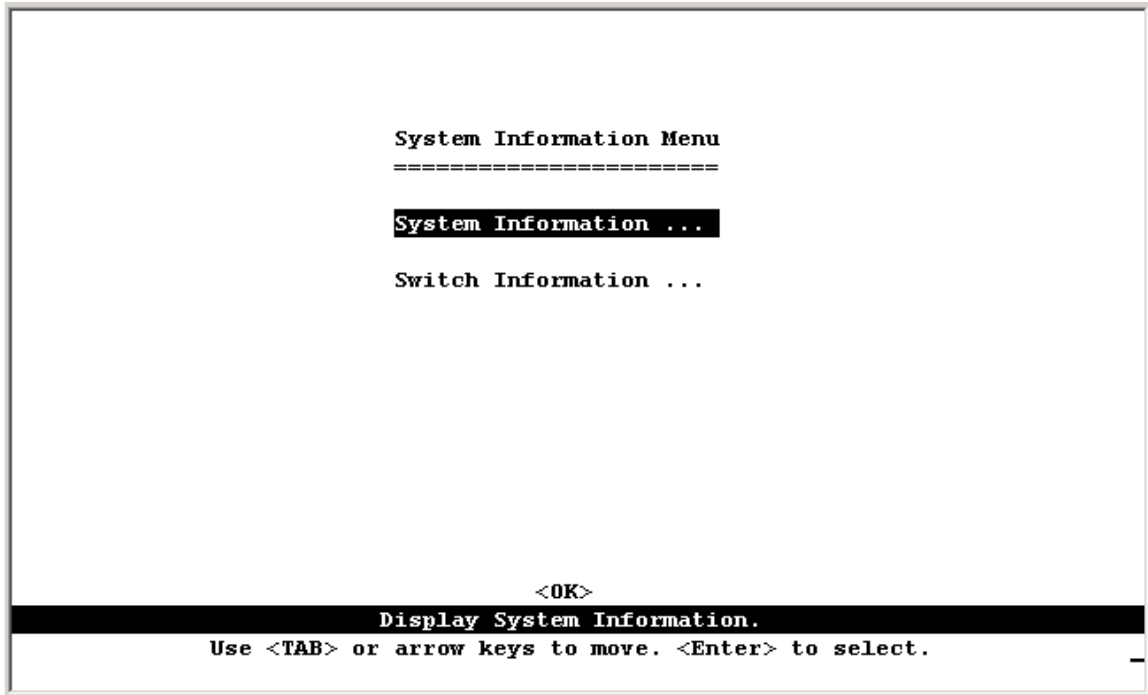 System Information Menu
=======================
System Information ...
Switch Information ...
<OK>
Display System Information.
Use <TAB> or arrow keys to move. <Enter> to select.